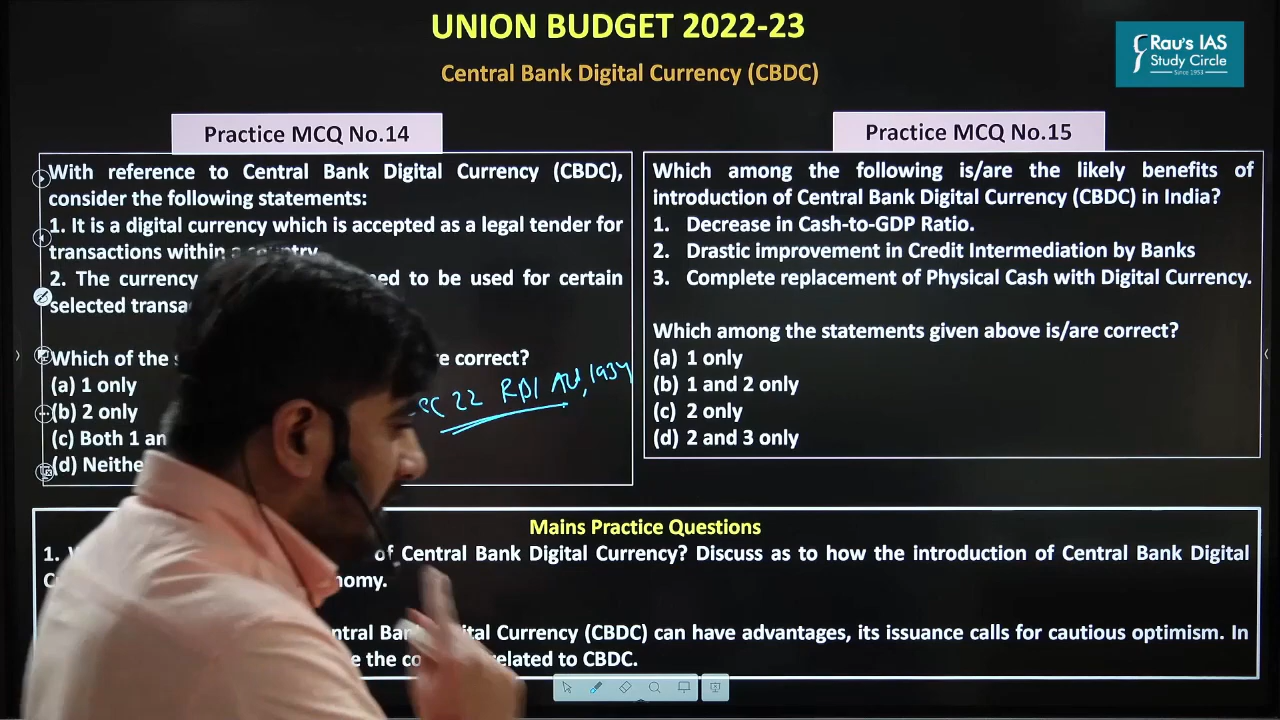 UNION BUDGET 2022-23
Central Bank Digital Currency (CBDC)
Rau's IAS
Study Circle
Since 1953
Practice MCQ No.14
With reference to Central Bank Digital Currency (CBDC),
consider the following statements:
1. It is a digital currency which is accepted as a legal tender for
transactions within a country.
2. The currency ed to be used for certain
selected transa
Which of the s re correct?
(a) 1 only
(b) 2 only
(c) Both 1 an
(d) Neithe
22 RBI Act, 1934
Practice MCQ No.15
Which among the following is/are the likely benefits of
introduction of Central Bank Digital Currency (CBDC) in India?
1. Decrease in Cash-to-GDP Ratio.
2. Drastic improvement in Credit Intermediation by Banks
3. Complete replacement of Physical Cash with Digital Currency.
Which among the statements given above is/are correct?
(a) 1 only
(b) 1 and 2 only
(c) 2 only
(d) 2 and 3 only
Mains Practice Questions
1. of Central Bank Digital Currency? Discuss as to how the introduction of Central Bank Digital
nomy.
ntral Ban ital Currency (CBDC) can have advantages, its issuance calls for cautious optimism. In
e the co related to CBDC.